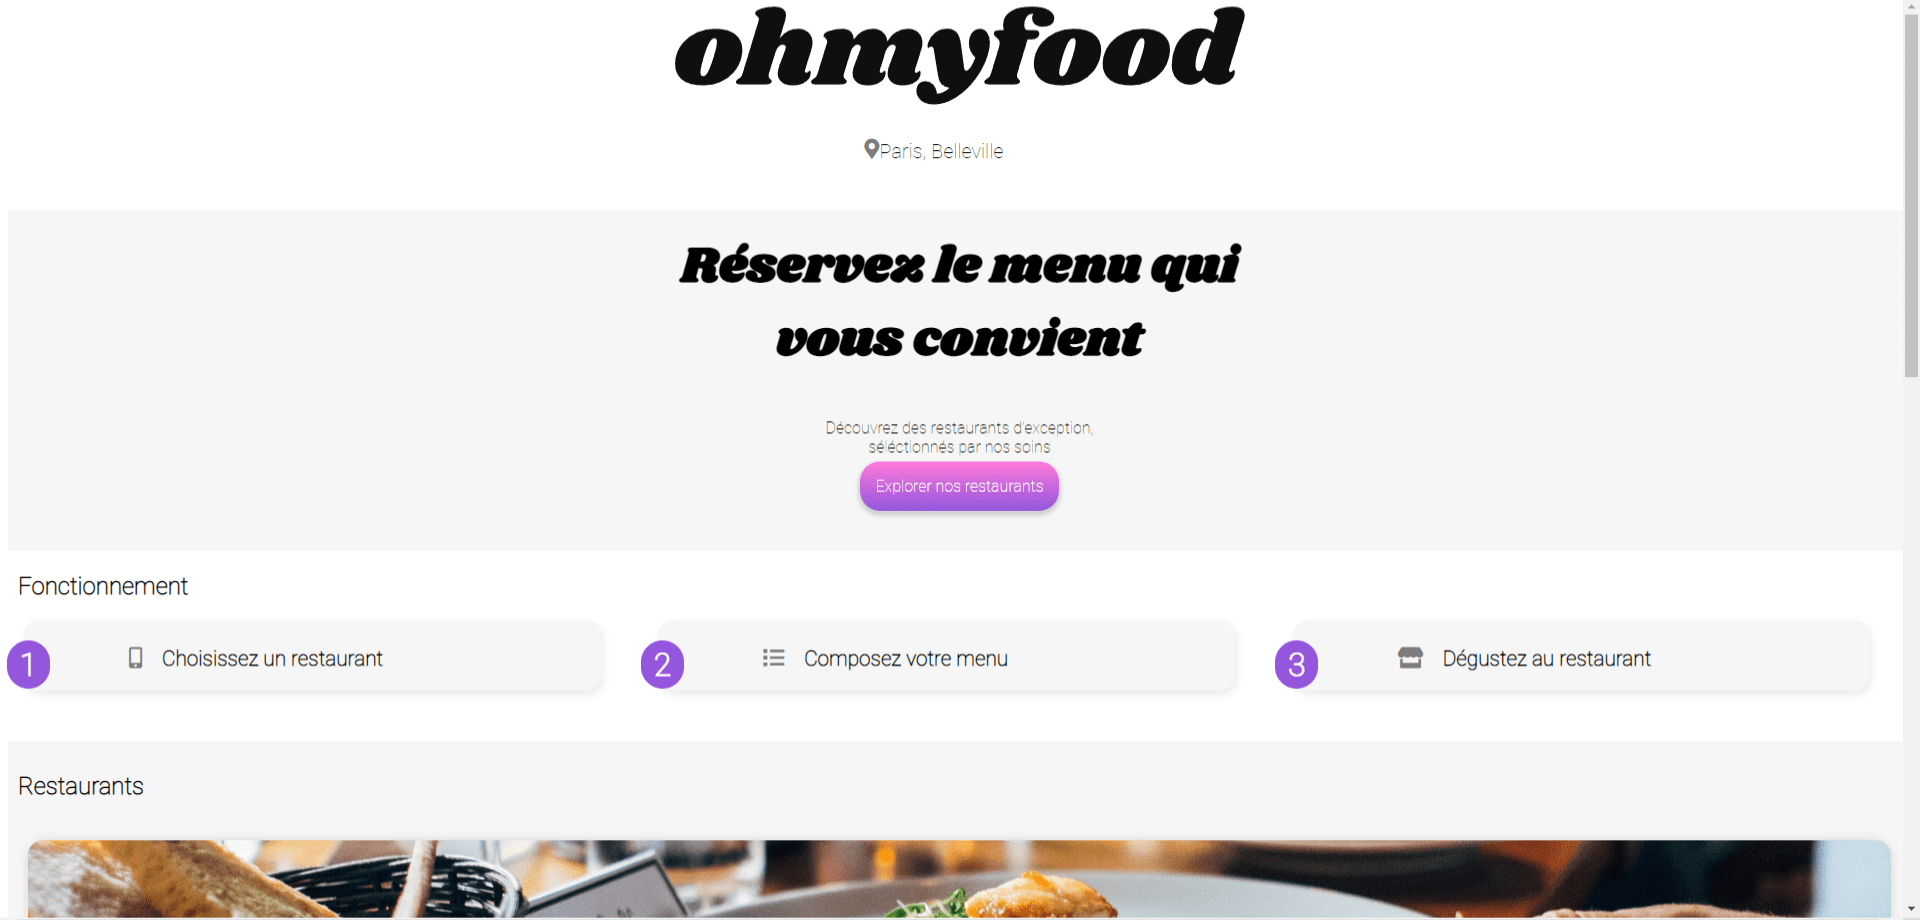 ohmyfood
Paris, Belleville
Réservez le menu qui
vous convient
Découvrez des restaurants d'exception,
séléctionnés par nos soins
Explorer nos restaurants
Fonctionnement
1 Choisissez un restaurant
2 Composez votre menu
3 Dégustez au restaurant
Restaurants